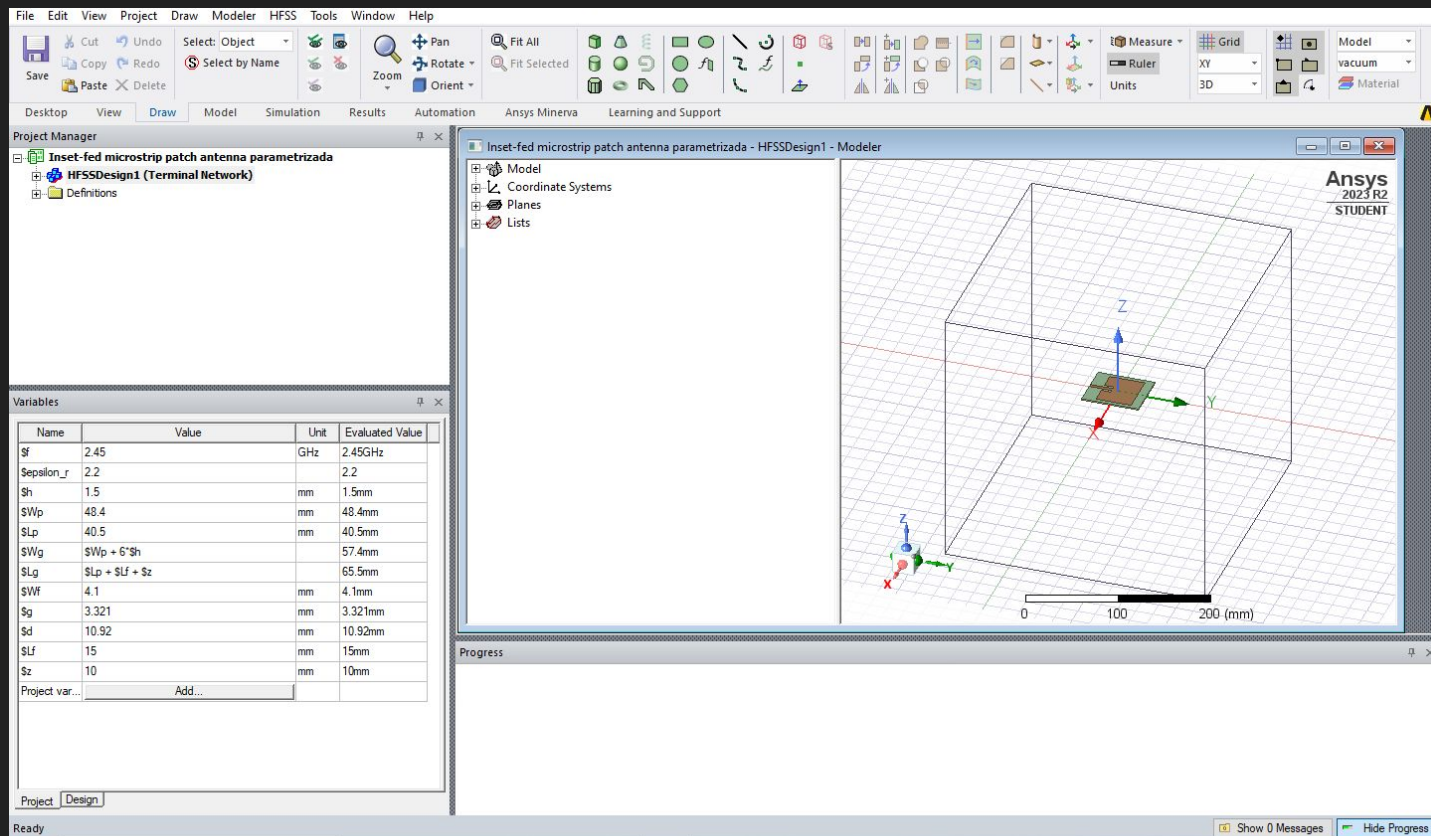 File Edit View Project Draw Modeler HFSS Tools Window Help
Save
Cut
Copy
Paste
Undo
Redo
Delete
Select: Object
Select by Name
Zoom
Pan
Rotate
Orient
Fit All
Fit Selected
Measure
Ruler
Units
Grid
XY
3D
Model
vacuum
Material
Desktop View Draw Model Simulation Results Automation Ansys Minerva Learning and Support
Project Manager
Inset-fed microstrip patch antenna parametrizada
HFSSDesign1 (Terminal Network)
Definitions
Variables
Name Value Unit Evaluated Value
$f 2.45 GHz 2.45GHz
$epsilon_r 2.2 2.2
$h 1.5 mm 1.5mm
$Wp 48.4 mm 48.4mm
$Lp 40.5 mm 40.5mm
$Wg $Wp + 6*$h 57.4mm
$Lg $Lp + $Lf + $z 65.5mm
$Wf 4.1 mm 4.1mm
$g 3.321 mm 3.321mm
$d 10.92 mm 10.92mm
$Lf 15 mm 15mm
$z 10 mm 10mm
Project var... Add...
Project Design
Inset-fed microstrip patch antenna parametrizada - HFSSDesign1 - Modeler
Model
Coordinate Systems
Planes
Lists
Ansys
2023 R2
STUDENT
Z
Y
X
Z
Y
X
0 100 200 (mm)
Progress
Ready
Show 0 Messages
Hide Progress